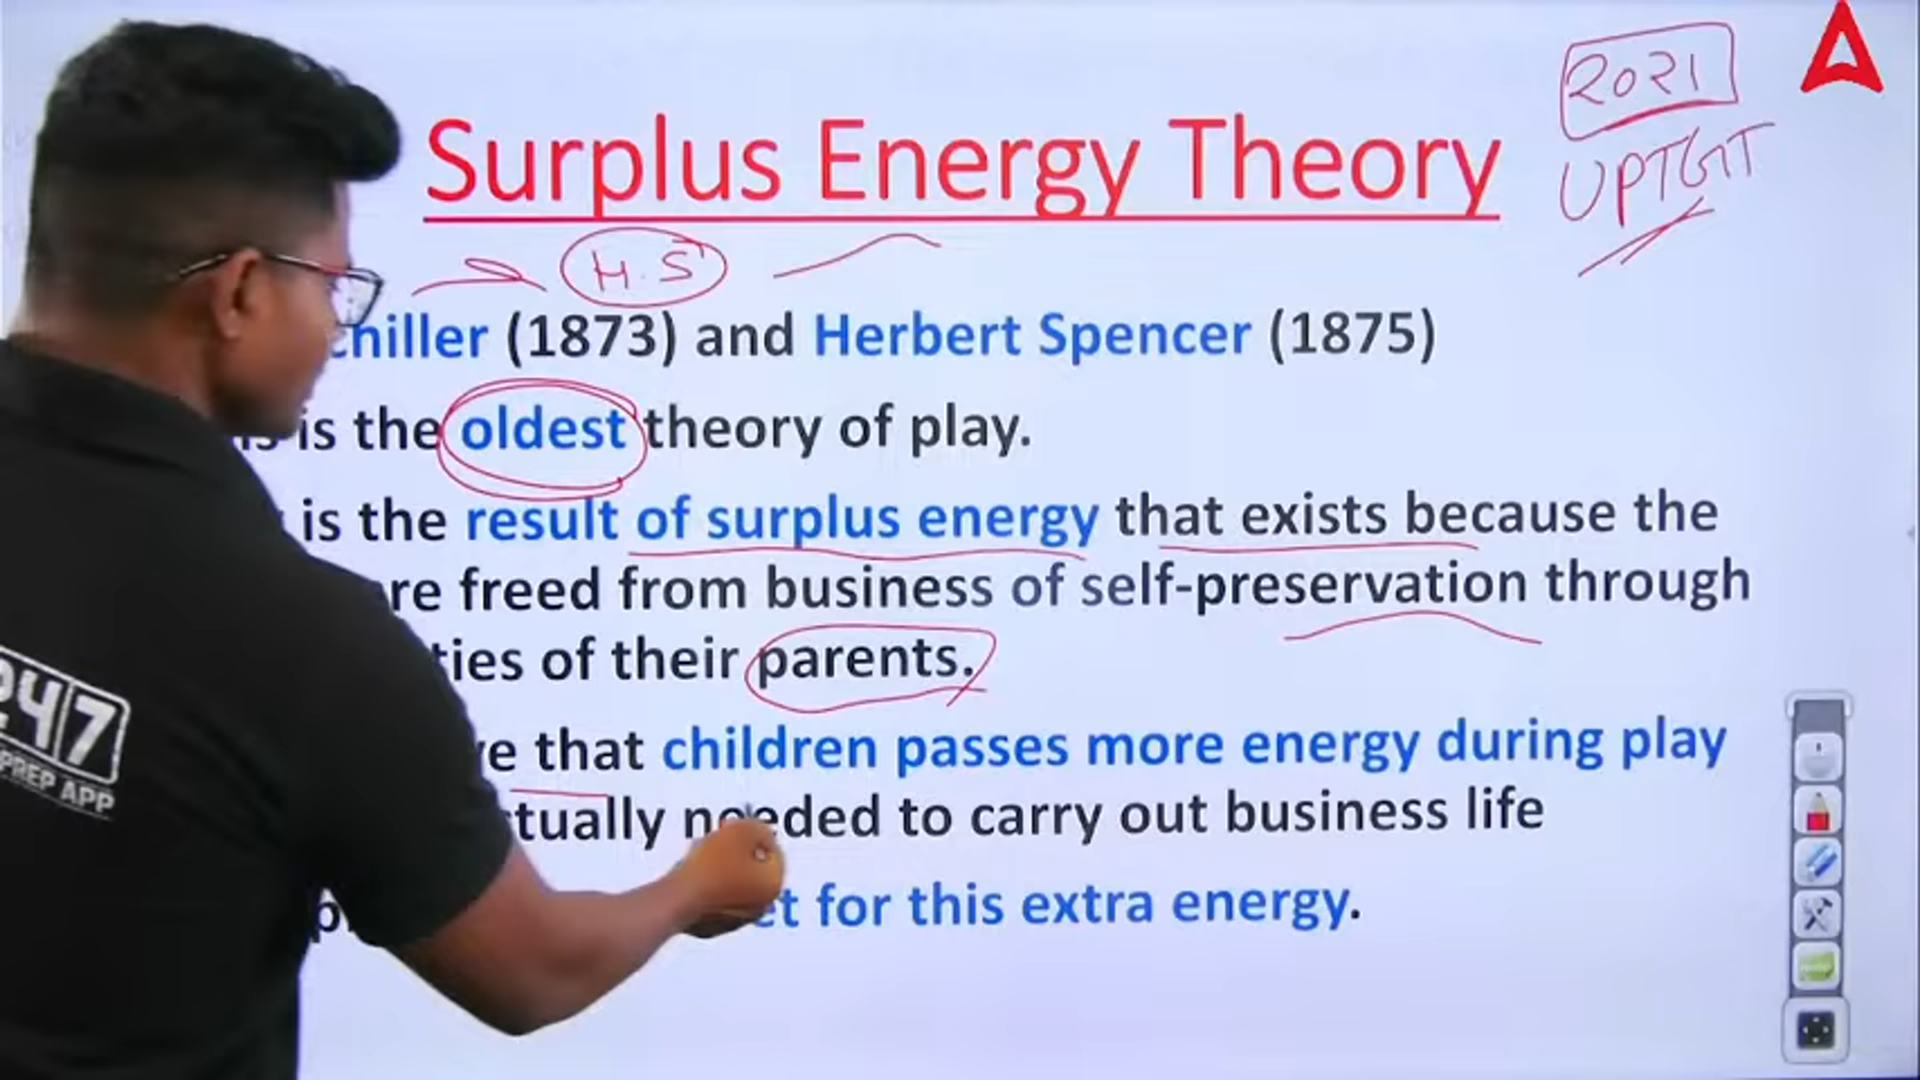 2021
UPTGT
Surplus Energy Theory
H.S
chiller (1873) and Herbert Spencer (1875)
is the oldest theory of play.
is the result of surplus energy that exists because the
re freed from business of self-preservation through
ties of their parents.
ve that children passes more energy during play
tually needed to carry out business life
et for this extra energy.
247
PREP APP